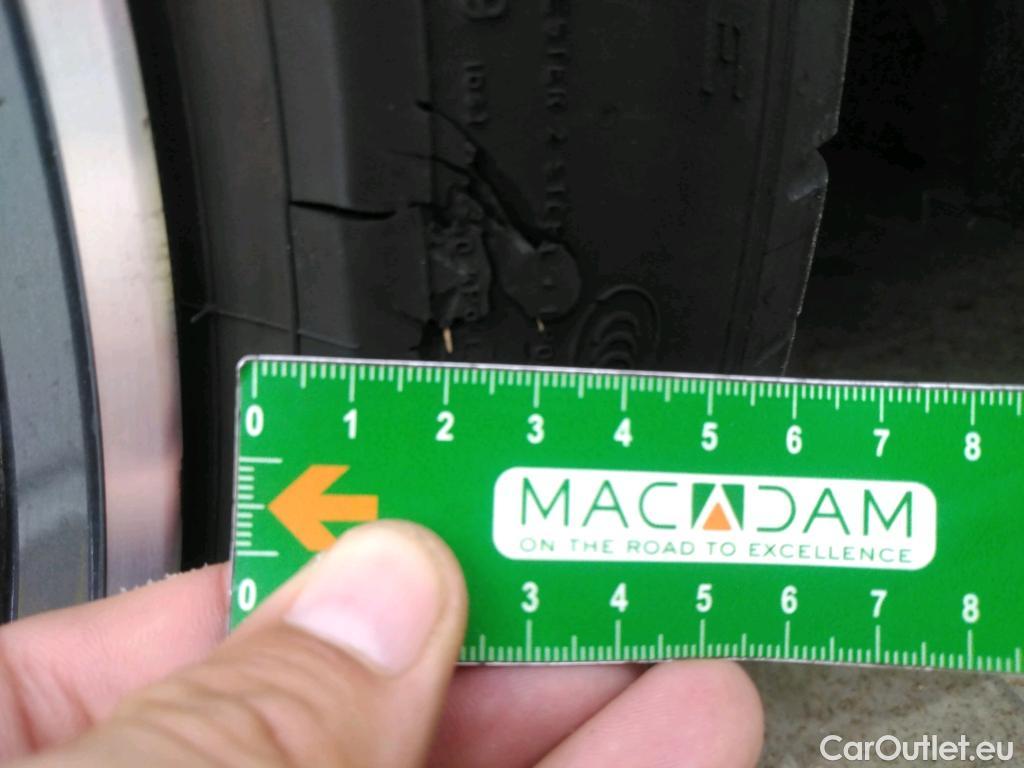 0 1 2 3 4 5 6 7 8
MACADAM
ON THE ROAD TO EXCELLENCE
0 3 4 5 6 7 8
CarOutlet.eu